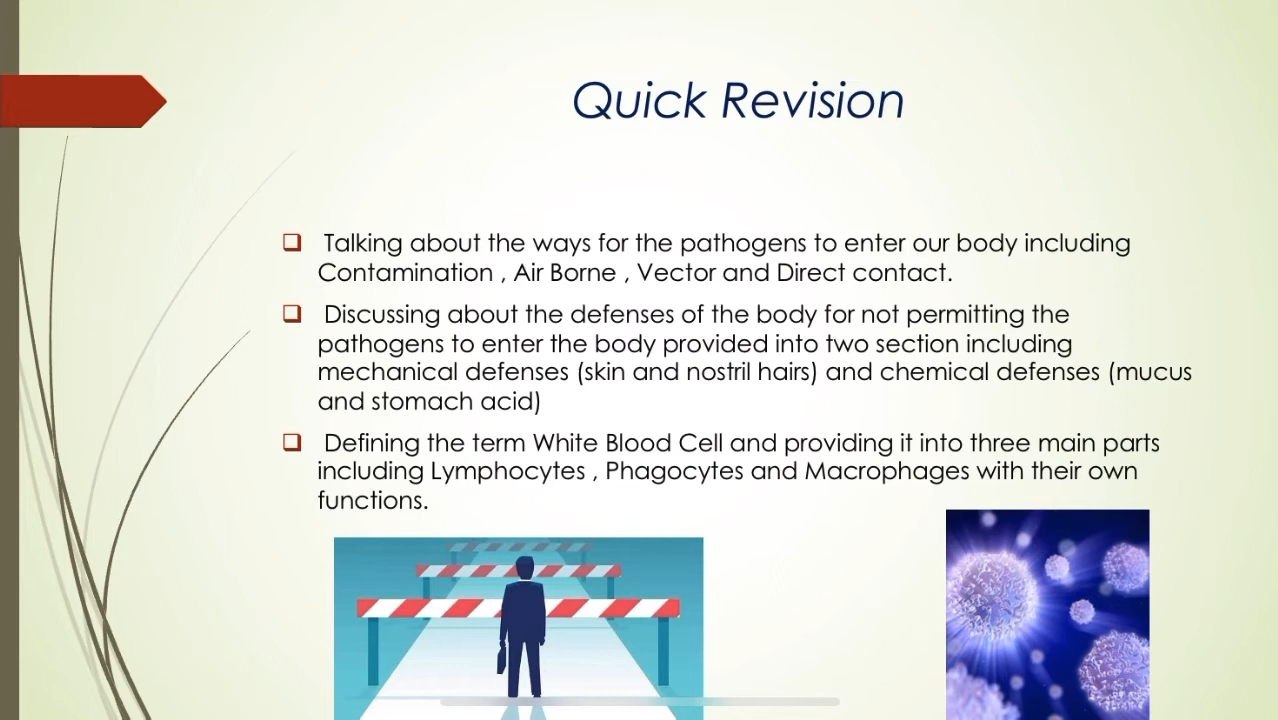 Quick Revision
Talking about the ways for the pathogens to enter our body including
Contamination , Air Borne , Vector and Direct contact.
Discussing about the defenses of the body for not permitting the
pathogens to enter the body provided into two section including
mechanical defenses (skin and nostril hairs) and chemical defenses (mucus
and stomach acid)
Defining the term White Blood Cell and providing it into three main parts
including Lymphocytes , Phagocytes and Macrophages with their own
functions.